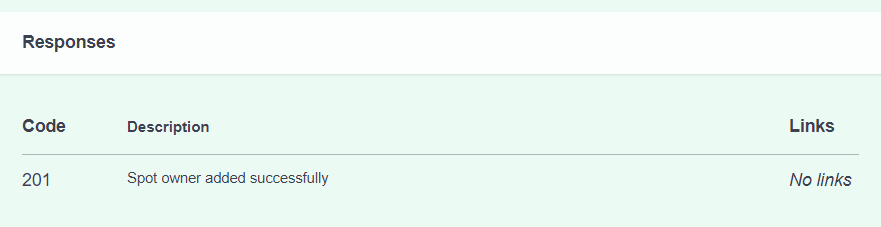 Responses
Code Description Links
201 Spot owner added successfully No links